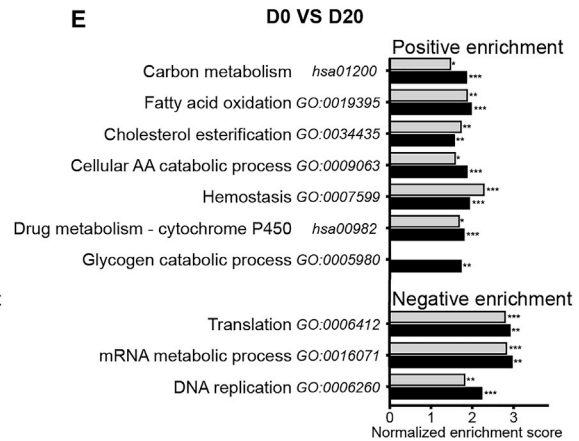 E
D0 VS D20
Positive enrichment
Carbon metabolism hsa01200 * ***
Fatty acid oxidation GO:0019395 ** ***
Cholesterol esterification GO:0034435 ** **
Cellular AA catabolic process GO:0009063 * ***
Hemostasis GO:0007599 *** ***
Drug metabolism - cytochrome P450 hsa00982 * ***
Glycogen catabolic process GO:0005980 **
Negative enrichment
Translation GO:0006412 *** **
mRNA metabolic process GO:0016071 *** **
DNA replication GO:0006260 ** ***
0 1 2 3
Normalized enrichment score